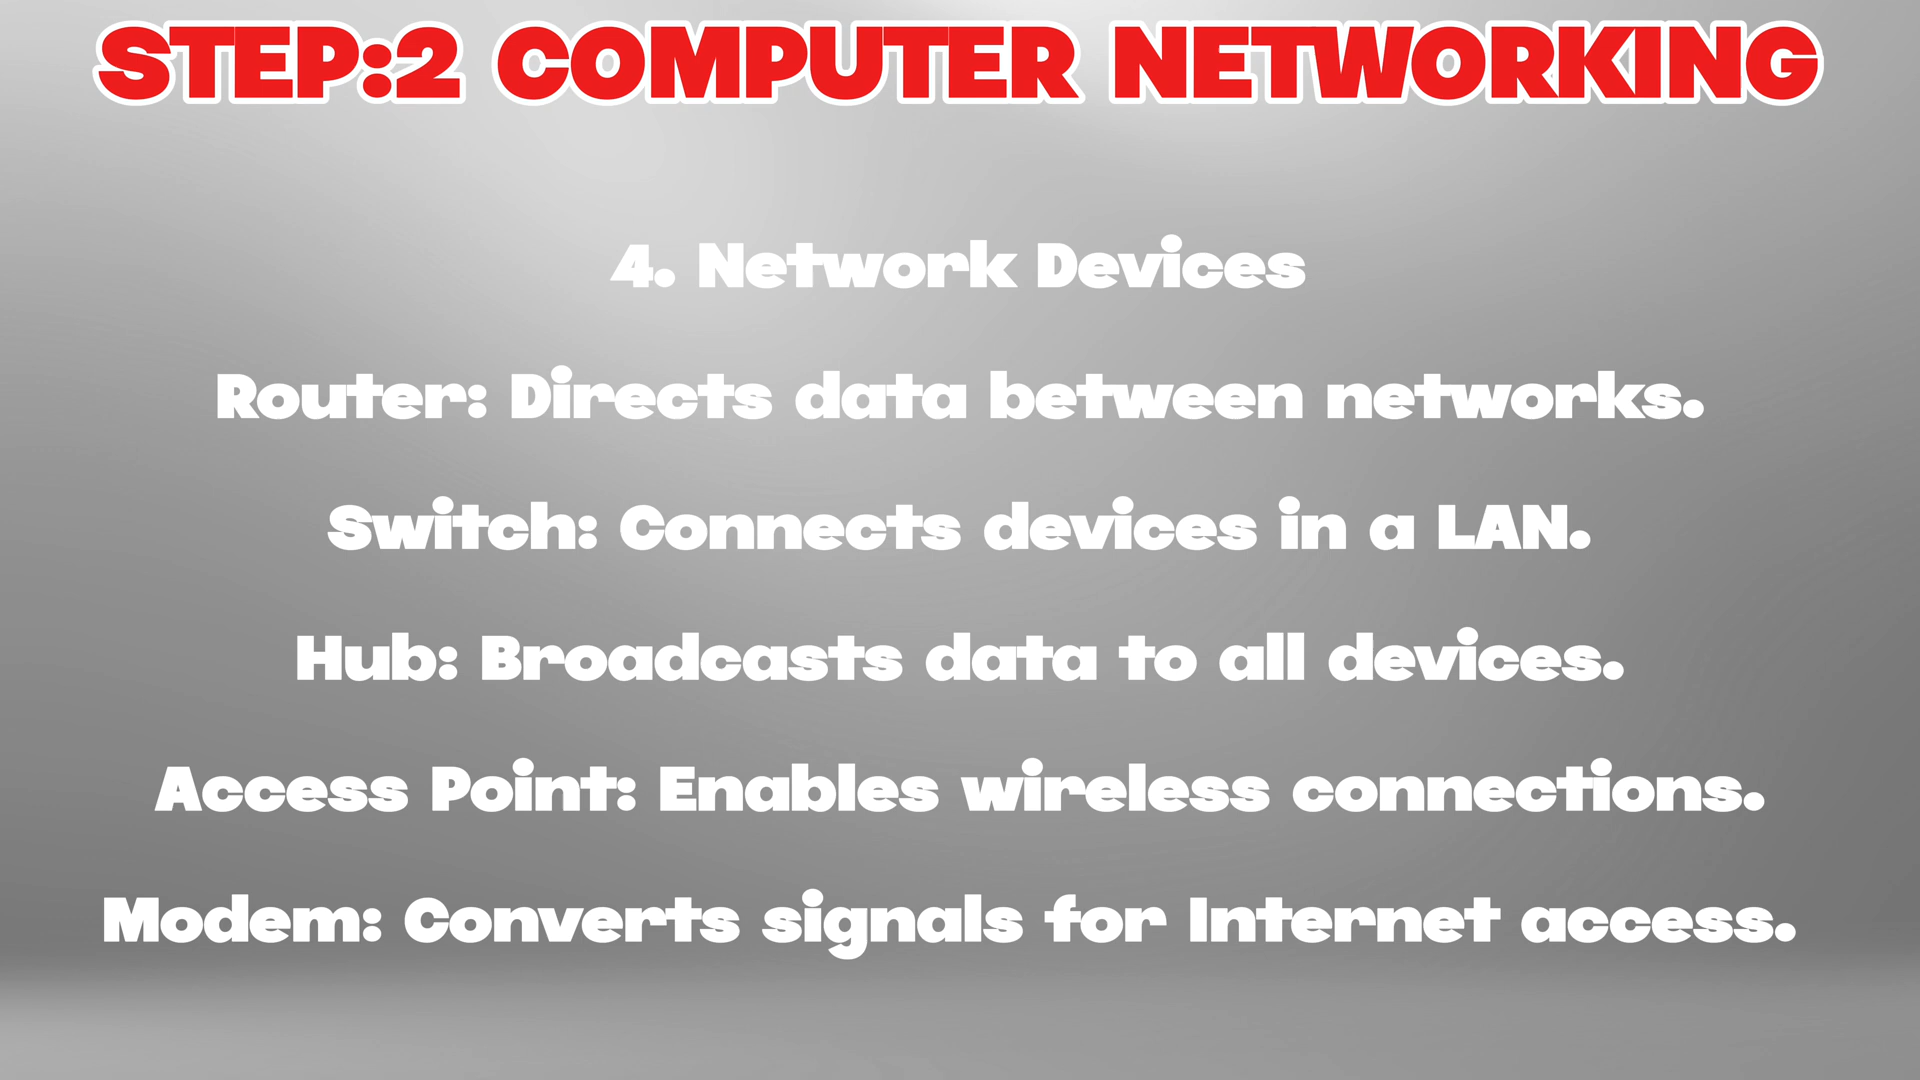 STEP:2 COMPUTER NETWORKING
4. Network Devices
Router: Directs data between networks.
Switch: Connects devices in a LAN.
Hub: Broadcasts data to all devices.
Access Point: Enables wireless connections.
Modem: Converts signals for Internet access.